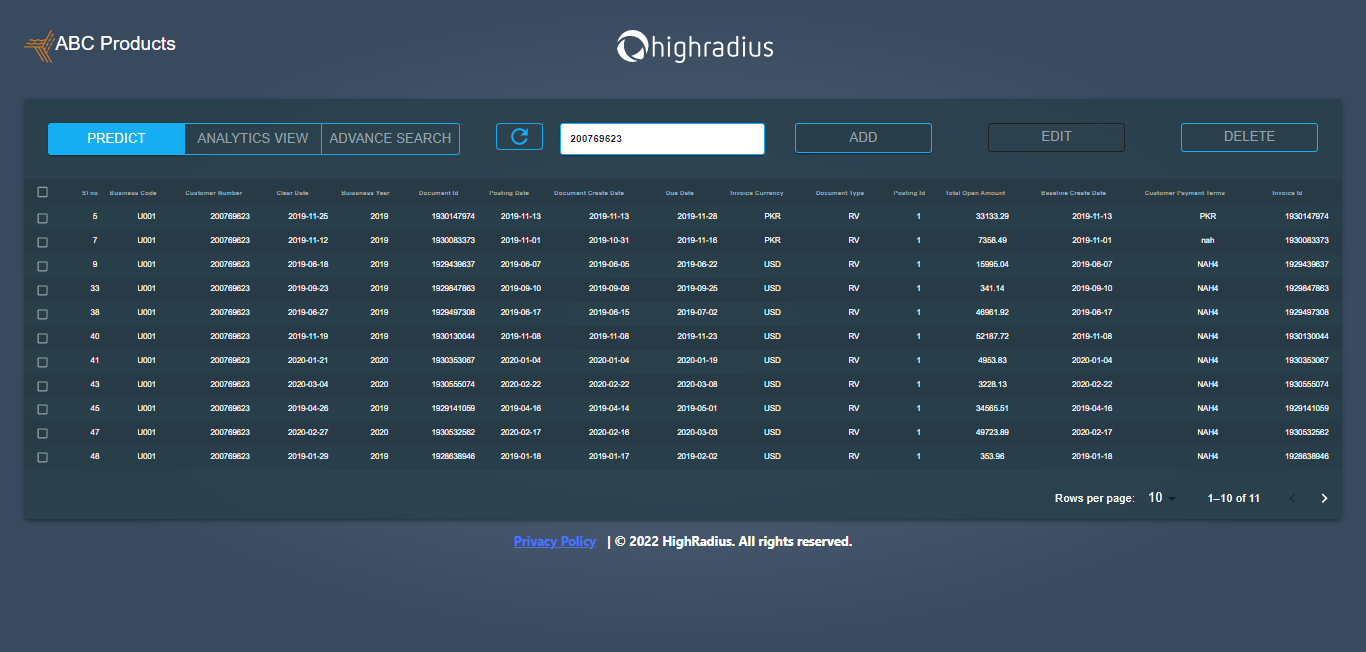 ABC Products
highradius
PREDICT ANALYTICS VIEW ADVANCE SEARCH 200769623 ADD EDIT DELETE
Sl no Business Code Customer Number Clear Date Buissness Year Document Id Posting Date Document Create Date Due Date Invoice Currency Document Type Posting Id Total Open Amount Baseline Create Date Customer Payment Terms Invoice Id
5 U001 200769623 2019-11-25 2019 1930147974 2019-11-13 2019-11-13 2019-11-28 PKR RV 1 33133.29 2019-11-13 PKR 1930147974
7 U001 200769623 2019-11-12 2019 1930083373 2019-11-01 2019-10-31 2019-11-16 PKR RV 1 7358.49 2019-11-01 nah 1930083373
9 U001 200769623 2019-06-18 2019 1929439637 2019-06-07 2019-06-05 2019-06-22 USD RV 1 15995.04 2019-06-07 NAH4 1929439637
33 U001 200769623 2019-09-23 2019 1929847863 2019-09-10 2019-09-09 2019-09-25 USD RV 1 341.14 2019-09-10 NAH4 1929847863
38 U001 200769623 2019-06-27 2019 1929497308 2019-06-17 2019-06-15 2019-07-02 USD RV 1 46961.92 2019-06-17 NAH4 1929497308
40 U001 200769623 2019-11-19 2019 1930130044 2019-11-08 2019-11-08 2019-11-23 USD RV 1 52187.72 2019-11-08 NAH4 1930130044
41 U001 200769623 2020-01-21 2020 1930353067 2020-01-04 2020-01-04 2020-01-19 USD RV 1 4953.83 2020-01-04 NAH4 1930353067
43 U001 200769623 2020-03-04 2020 1930555074 2020-02-22 2020-02-22 2020-03-08 USD RV 1 3228.13 2020-02-22 NAH4 1930555074
45 U001 200769623 2019-04-26 2019 1929141059 2019-04-16 2019-04-14 2019-05-01 USD RV 1 34565.51 2019-04-16 NAH4 1929141059
47 U001 200769623 2020-02-27 2020 1930532562 2020-02-17 2020-02-16 2020-03-03 USD RV 1 49723.89 2020-02-17 NAH4 1930532562
48 U001 200769623 2019-01-29 2019 1928638946 2019-01-18 2019-01-17 2019-02-02 USD RV 1 353.96 2019-01-18 NAH4 1928638946
Rows per page: 10 1–10 of 11
Privacy Policy | © 2022 HighRadius. All rights reserved.